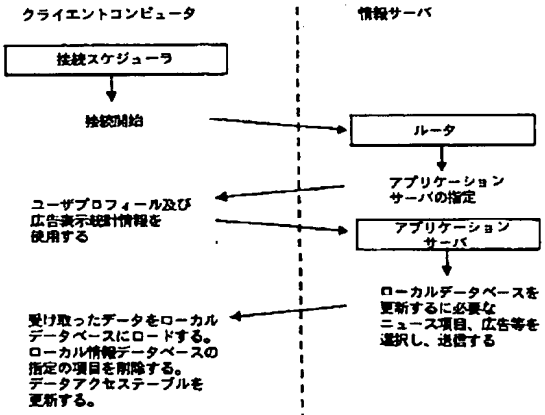 クライアントコンピュータ
情報サーバ
接続スケジューラ
接続開始
ルータ
アプリケーション
サーバの指定
ユーザプロフィール及び
広告表示統計情報を
使用する
アプリケーション
サーバ
ローカルデータベースを
更新するに必要な
ニュース項目、広告等を
選択し、送信する
受け取ったデータをローカル
データベースにロードする。
ローカル情報データベースの
指定の項目を削除する。
データアクセステーブルを
更新する。